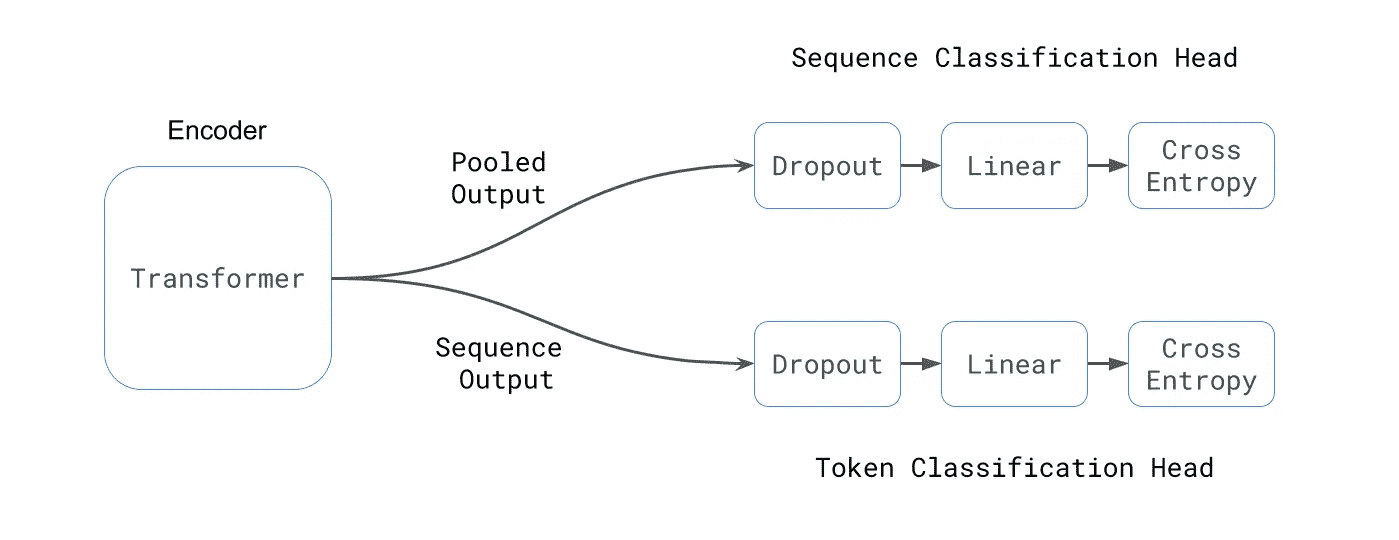 Sequence Classification Head
Encoder
Pooled
Output
Dropout
Linear
Cross
Entropy
Transformer
Sequence
Output
Dropout
Linear
Cross
Entropy
Token Classification Head